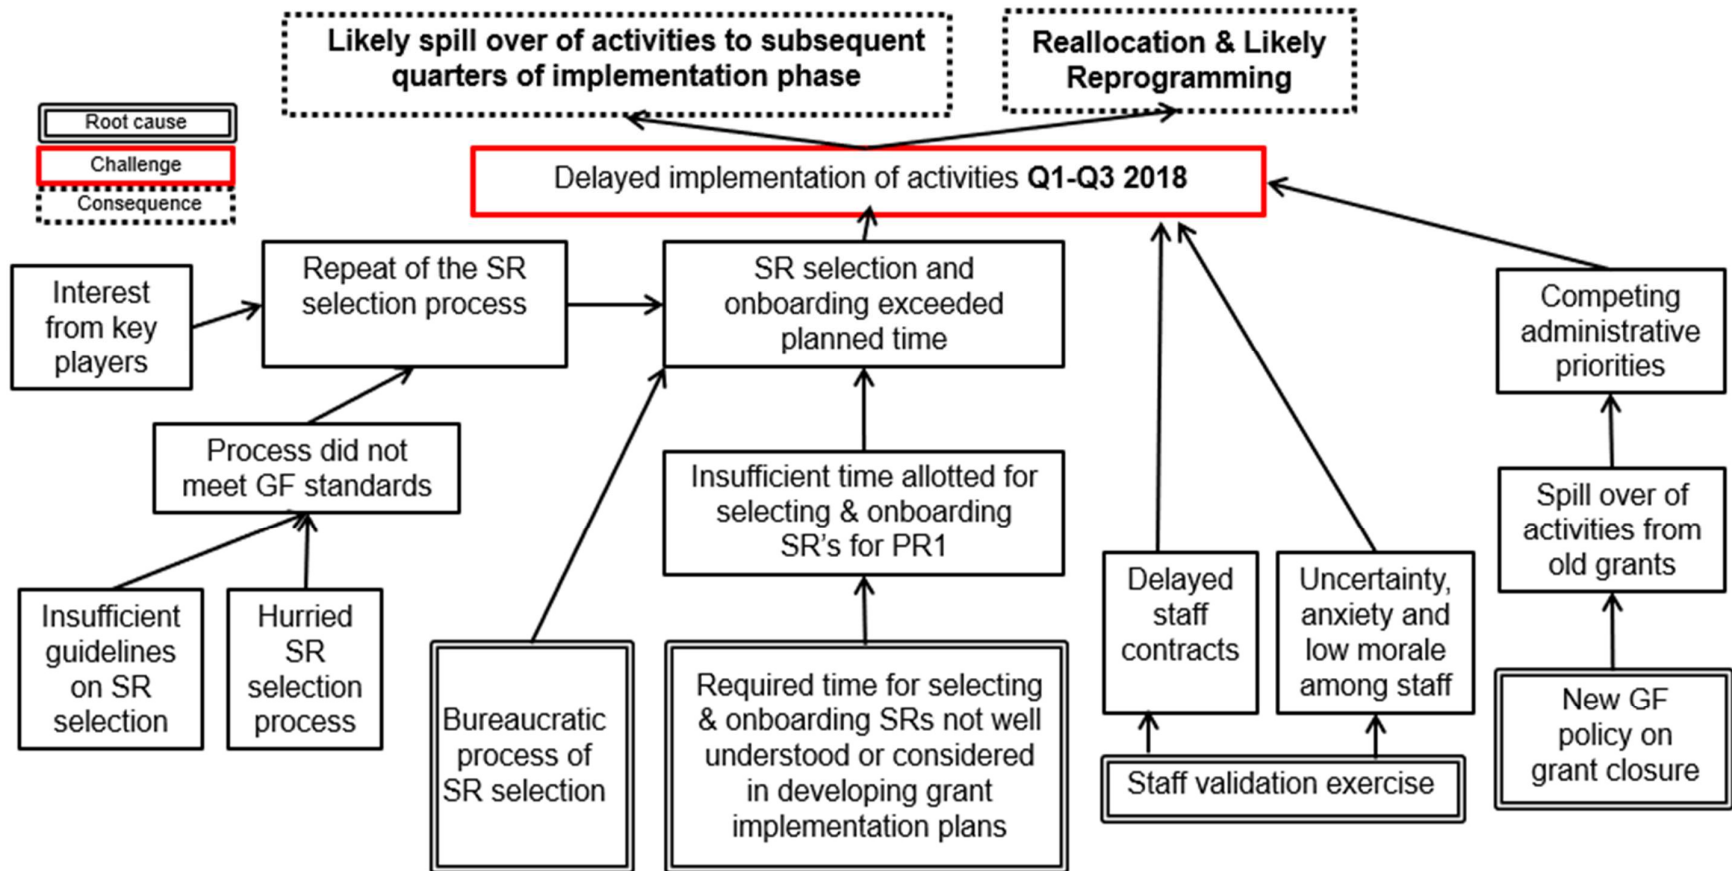 Likely spill over of activities to subsequent
quarters of implementation phase
Reallocation & Likely
Reprogramming
Root cause
Challenge
Consequence
Delayed implementation of activities Q1-Q3 2018
Interest
from key
players
Repeat of the SR
selection process
SR selection and
onboarding exceeded
planned time
Competing
administrative
priorities
Process did not
meet GF standards
Insufficient time allotted for
selecting & onboarding
SR's for PR1
Spill over of
activities from
old grants
Insufficient
guidelines
on SR
selection
Hurried
SR
selection
process
Bureaucratic
process of
SR selection
Required time for selecting
& onboarding SRs not well
understood or considered
in developing grant
implementation plans
Delayed
staff
contracts
Uncertainty,
anxiety and
low morale
among staff
Staff validation exercise
New GF
policy on
grant closure